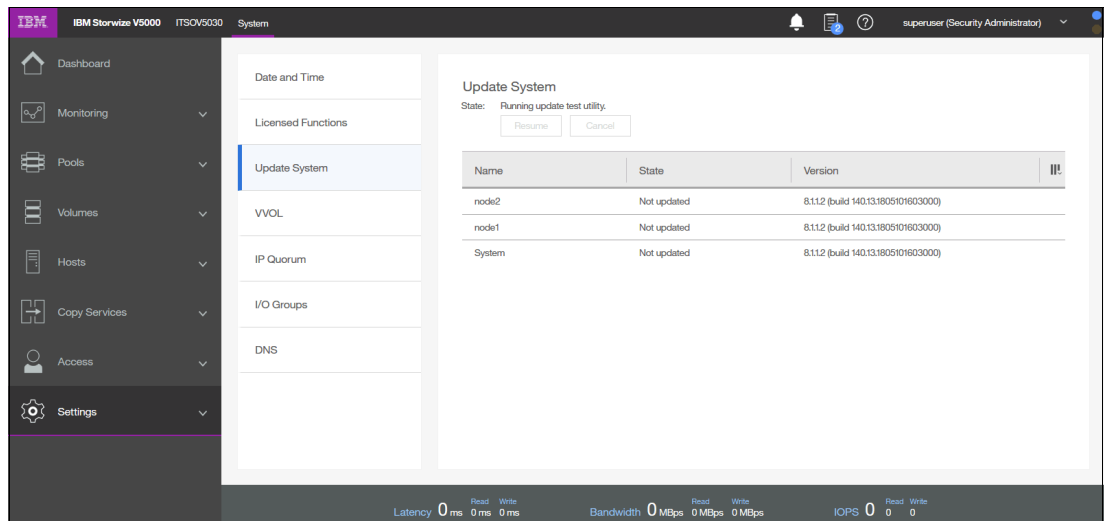 IBM IBM Storwize V5000 ITSOV5030 System 2 superuser (Security Administrator)
Dashboard
Monitoring
Pools
Volumes
Hosts
Copy Services
Access
Settings
Date and Time
Licensed Functions
Update System
VVOL
IP Quorum
I/O Groups
DNS
Update System
State: Running update test utility.
Resume Cancel
Name State Version
node2 Not updated 8.1.1.2 (build 140.13.1805101603000)
node1 Not updated 8.1.1.2 (build 140.13.1805101603000)
System Not updated 8.1.1.2 (build 140.13.1805101603000)
Read Write Read Write Read Write
Latency 0 ms 0 ms 0 ms Bandwidth 0 MBps 0 MBps 0 MBps IOPS 0 0 0